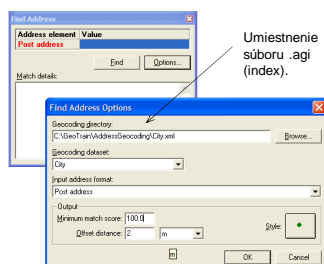 Find Address
Address element Value
Post address
Find Options...
Match details:
Umiestnenie
súboru .agi
(index).
Find Address Options
Geocoding directory:
C:\GeoTrain\AddressGeocoding\City.xml Browse...
Geocoding dataset:
City
Input address format:
Post address
Output
Minimum match score: 100.0
Offset distance: 2 m
Style:
m
OK Cancel